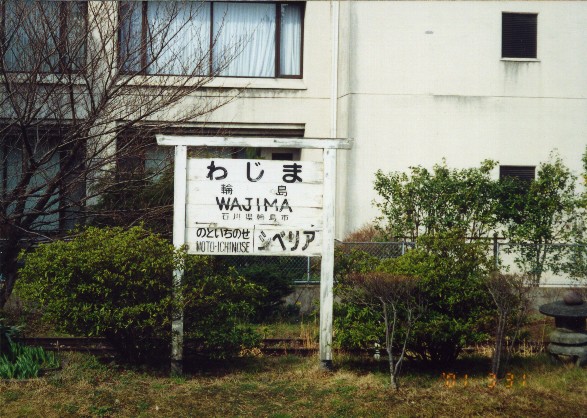 わじま
輪島
WAJIMA
石川県輪島市
のといちのせ シベリア
NOTO-ICHINOSE
'01 3 31